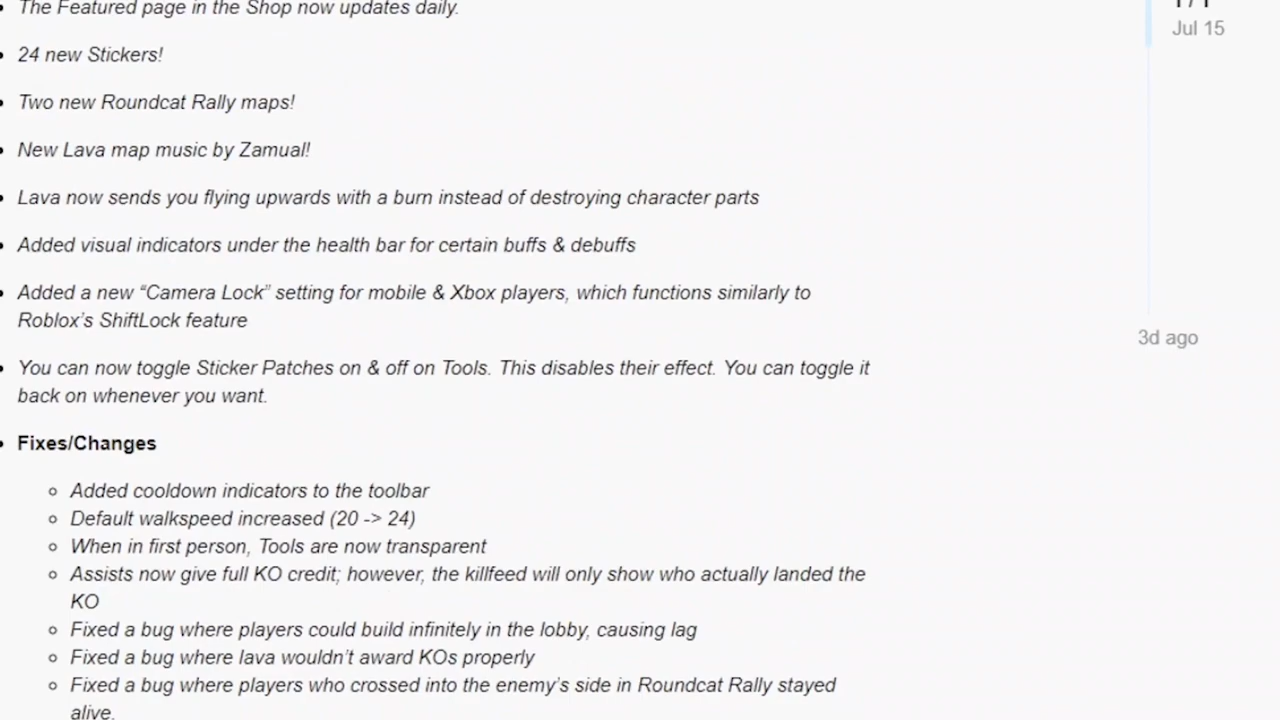 The Featured page in the Shop now updates daily.
Jul 15
24 new Stickers!
Two new Roundcat Rally maps!
New Lava map music by Zamual!
Lava now sends you flying upwards with a burn instead of destroying character parts
Added visual indicators under the health bar for certain buffs & debuffs
Added a new “Camera Lock” setting for mobile & Xbox players, which functions similarly to
Roblox’s ShiftLock feature
3d ago
You can now toggle Sticker Patches on & off on Tools. This disables their effect. You can toggle it
back on whenever you want.
Fixes/Changes
Added cooldown indicators to the toolbar
Default walkspeed increased (20 -> 24)
When in first person, Tools are now transparent
Assists now give full KO credit; however, the killfeed will only show who actually landed the
KO
Fixed a bug where players could build infinitely in the lobby, causing lag
Fixed a bug where lava wouldn’t award KOs properly
Fixed a bug where players who crossed into the enemy’s side in Roundcat Rally stayed
alive.